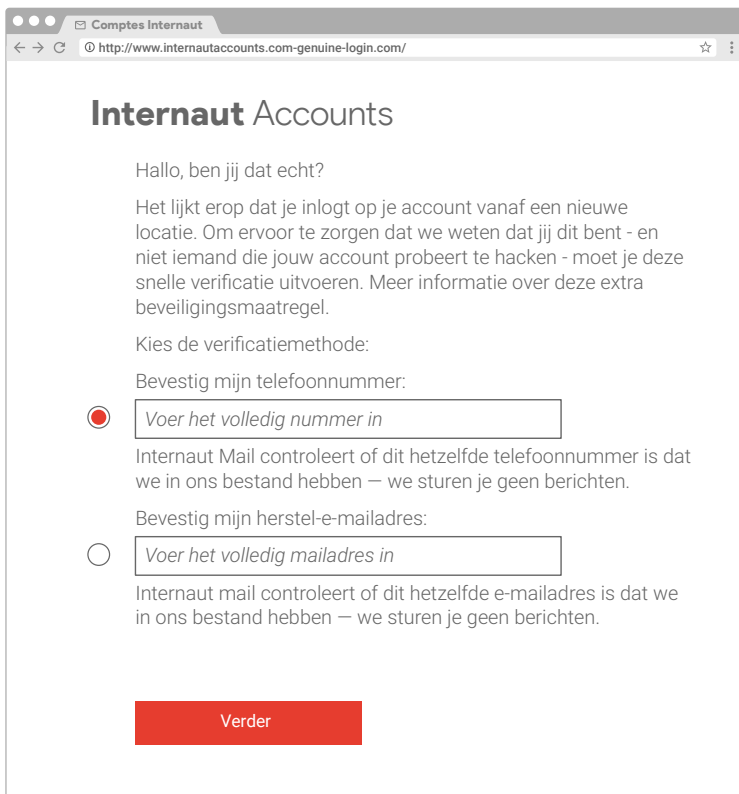 Comptes Internaut
http://www.internautaccounts.com-genuine-login.com/
Internaut Accounts
Hallo, ben jij dat echt?
Het lijkt erop dat je inlogt op je account vanaf een nieuwe
locatie. Om ervoor te zorgen dat we weten dat jij dit bent - en
niet iemand die jouw account probeert te hacken - moet je deze
snelle verificatie uitvoeren. Meer informatie over deze extra
beveiligingsmaatregel.
Kies de verificatiemethode:
Bevestig mijn telefoonnummer:
Voer het volledig nummer in
Internaut Mail controleert of dit hetzelfde telefoonnummer is dat
we in ons bestand hebben — we sturen je geen berichten.
Bevestig mijn herstel-e-mailadres:
Voer het volledig mailadres in
Internaut mail controleert of dit hetzelfde e-mailadres is dat we
in ons bestand hebben — we sturen je geen berichten.
Verder